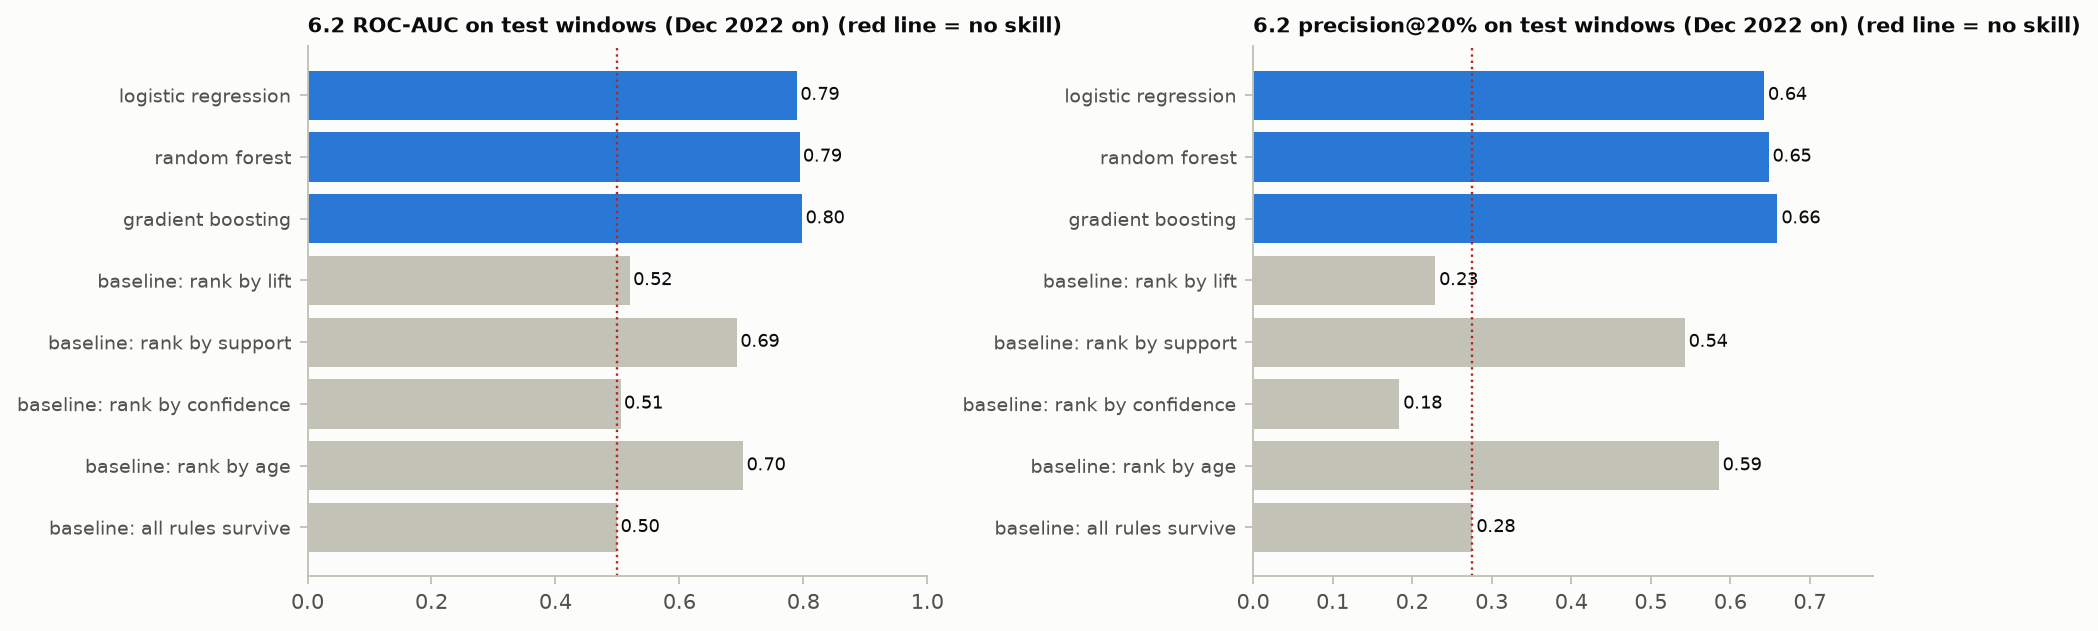 6.2 ROC-AUC on test windows (Dec 2022 on) (red line = no skill)
logistic regression 0.79
random forest 0.79
gradient boosting 0.80
baseline: rank by lift 0.52
baseline: rank by support 0.69
baseline: rank by confidence 0.51
baseline: rank by age 0.70
baseline: all rules survive 0.50
0.0 0.2 0.4 0.6 0.8 1.0
6.2 precision@20% on test windows (Dec 2022 on) (red line = no skill)
logistic regression 0.64
random forest 0.65
gradient boosting 0.66
baseline: rank by lift 0.23
baseline: rank by support 0.54
baseline: rank by confidence 0.18
baseline: rank by age 0.59
baseline: all rules survive 0.28
0.0 0.1 0.2 0.3 0.4 0.5 0.6 0.7